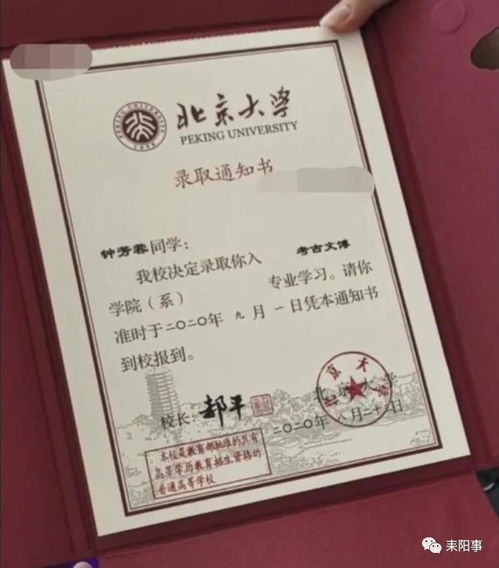 北京大学
PEKING UNIVERSITY
录取通知书
钟芳蓉同学:
我校决定录取你入 考古文博
学院(系) 专业学习。请你
准时于二〇二〇年 九月 一日凭本通知书
到校报到。
校长: 郝平
北京大学
二〇二〇年八月二十二日
本校是教育部批准的具有
高等学历教育招生资格的
普通高等学校
耒阳事